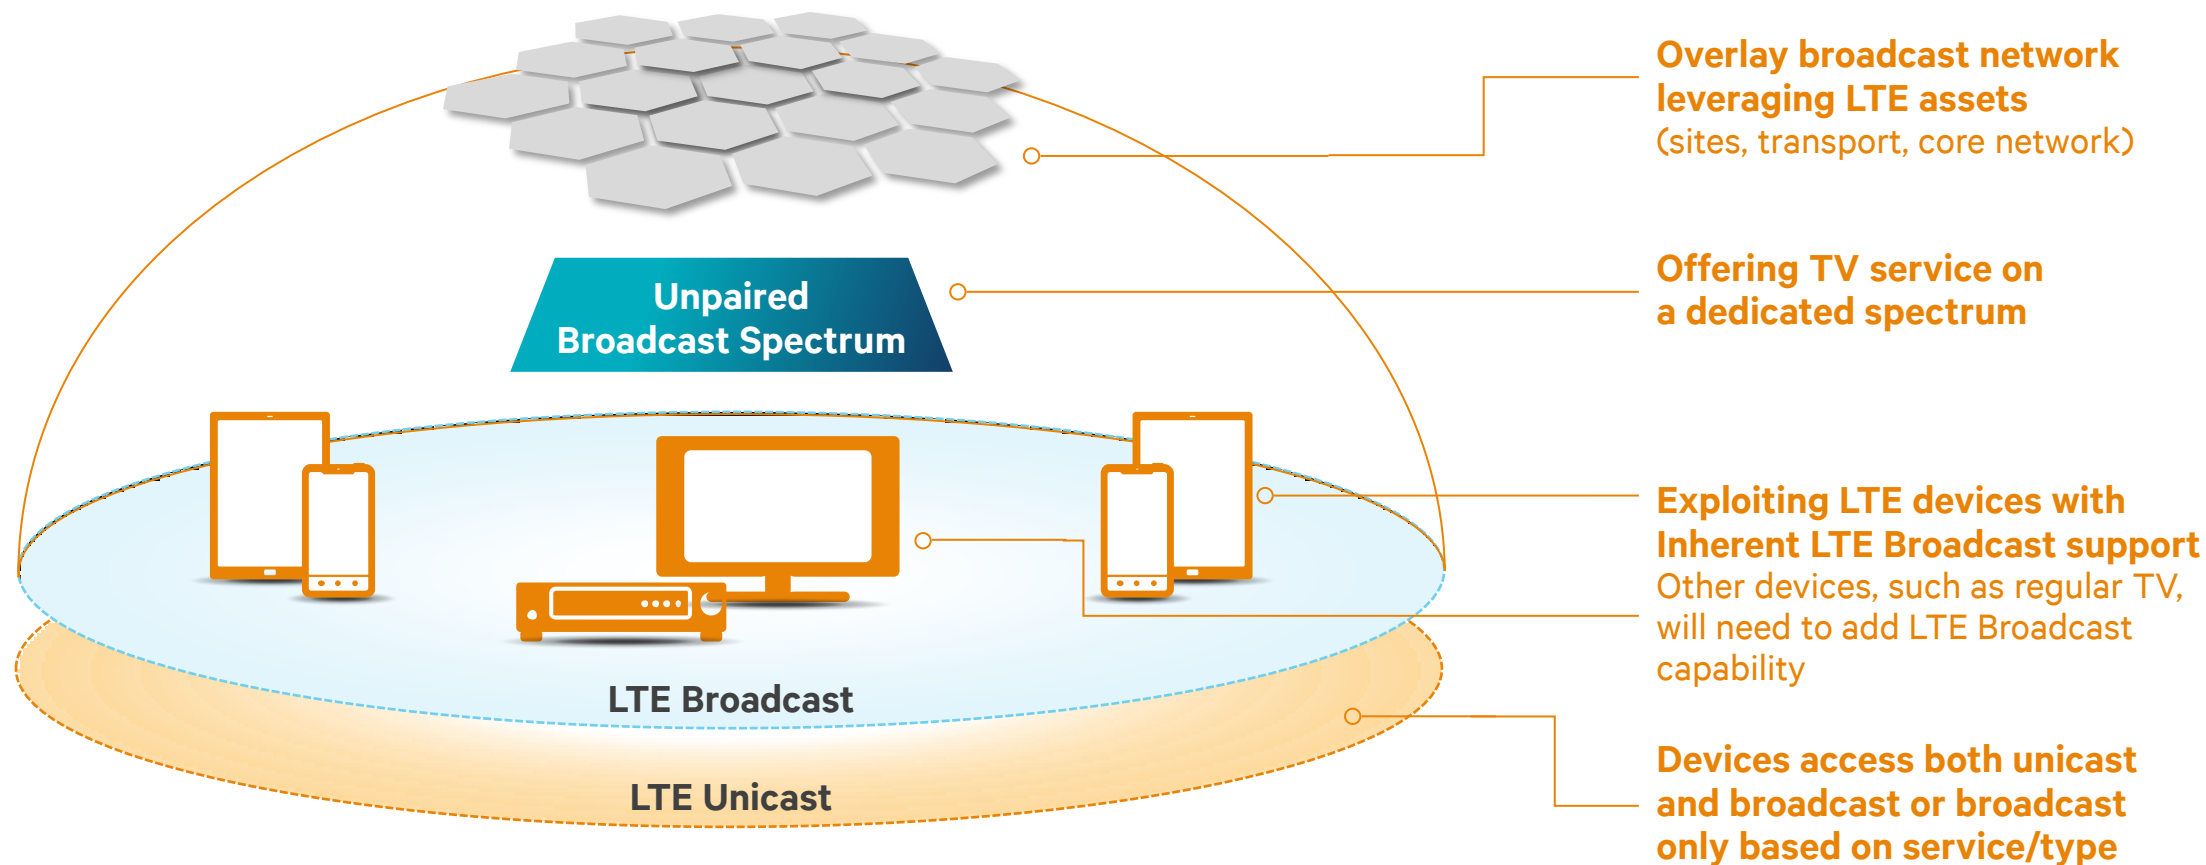 Overlay broadcast network
leveraging LTE assets
(sites, transport, core network)
Unpaired
Broadcast Spectrum
Offering TV service on
a dedicated spectrum
Exploiting LTE devices with
Inherent LTE Broadcast support
Other devices, such as regular TV,
will need to add LTE Broadcast
capability
LTE Broadcast
LTE Unicast
Devices access both unicast
and broadcast or broadcast
only based on service/type